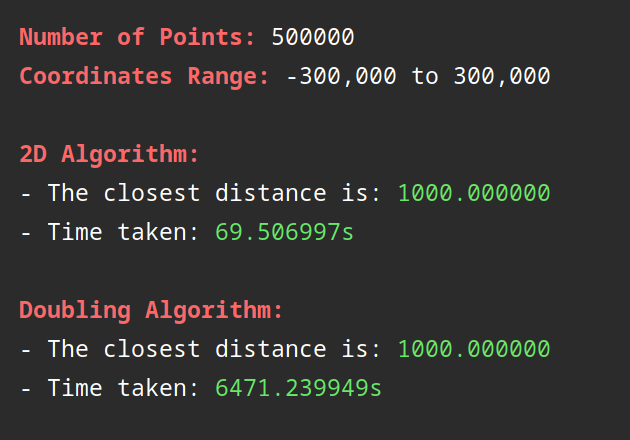 Number of Points: 500000
Coordinates Range: -300,000 to 300,000
2D Algorithm:
- The closest distance is: 1000.000000
- Time taken: 69.506997s
Doubling Algorithm:
- The closest distance is: 1000.000000
- Time taken: 6471.239949s